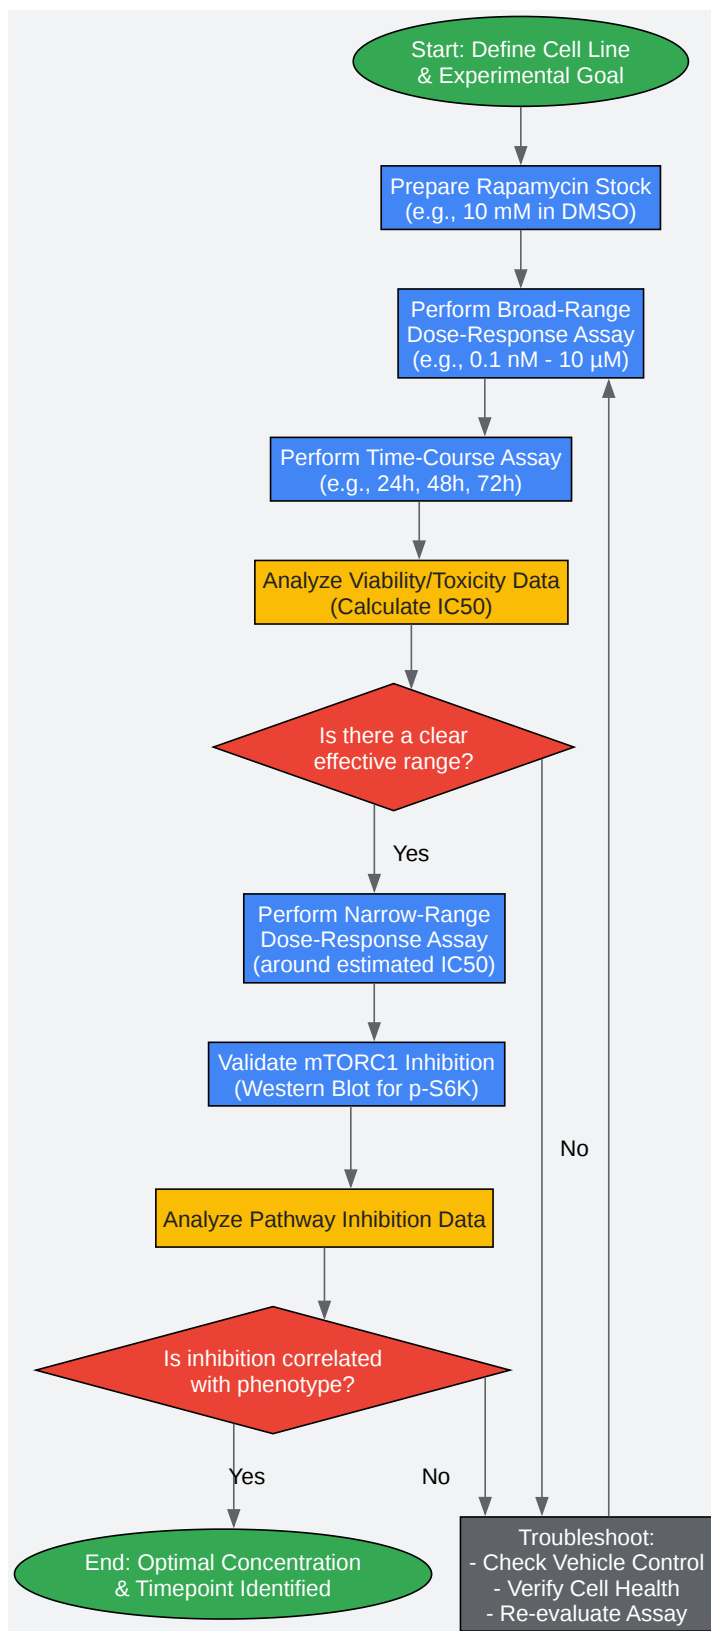 Start: Define Cell Line
& Experimental Goal
Prepare Rapamycin Stock
(e.g., 10 mM in DMSO)
Perform Broad-Range
Dose-Response Assay
(e.g., 0.1 nM - 10 µM)
Perform Time-Course Assay
(e.g., 24h, 48h, 72h)
Analyze Viability/Toxicity Data
(Calculate IC50)
Is there a clear
effective range?
Yes
Perform Narrow-Range
Dose-Response Assay
(around estimated IC50)
Validate mTORC1 Inhibition
(Western Blot for p-S6K)
No
Analyze Pathway Inhibition Data
Is inhibition correlated
with phenotype?
Yes
No
End: Optimal Concentration
& Timepoint Identified
Troubleshoot:
- Check Vehicle Control
- Verify Cell Health
- Re-evaluate Assay